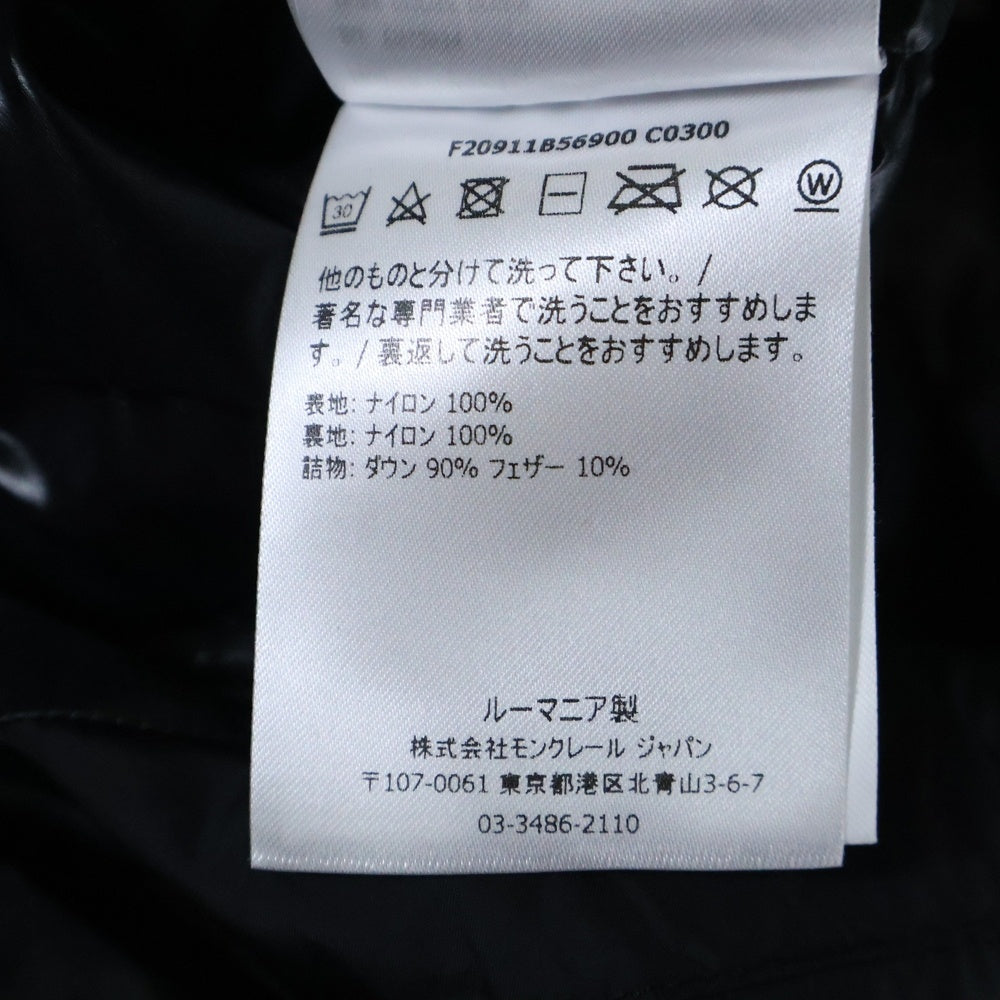 F20911B56900 C0300
30 W
他のものと分けて洗って下さい。/
著名な専門業者で洗うことをおすすめしま
す。/ 裏返して洗うことをおすすめします。
表地: ナイロン 100%
裏地: ナイロン 100%
詰物: ダウン 90% フェザー 10%
ルーマニア製
株式会社モンクレール ジャパン
〒107-0061 東京都港区北青山3-6-7
03-3486-2110